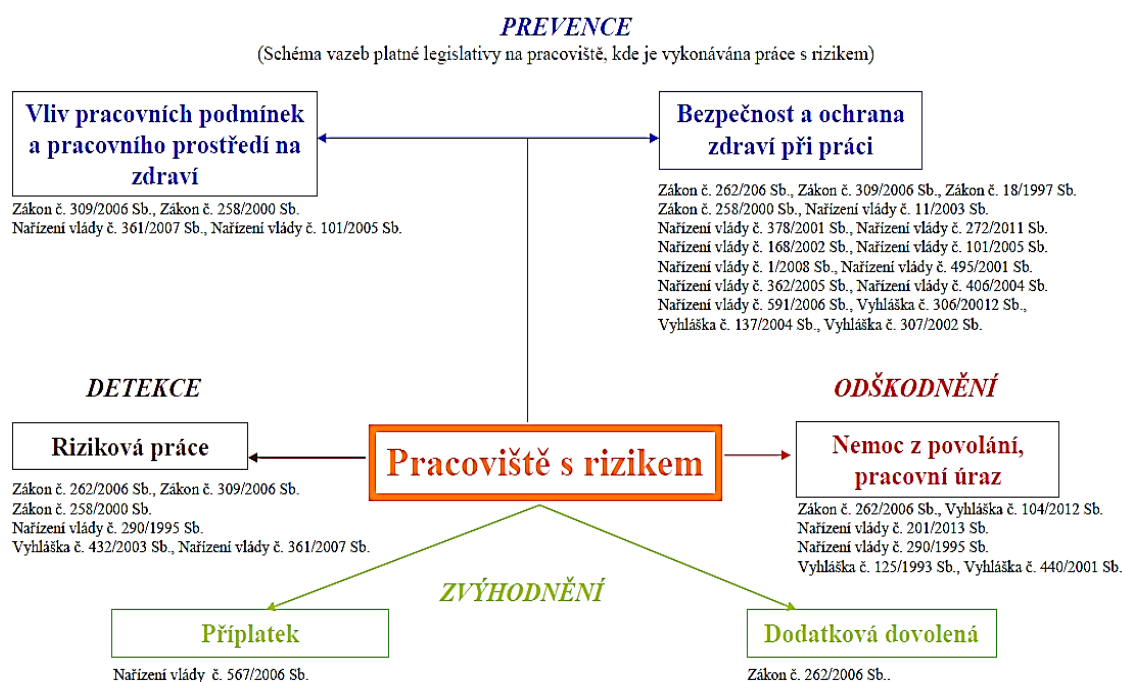 PREVENCE
(Schéma vazeb platné legislativy na pracoviště, kde je vykonávána práce s rizikem)
Vliv pracovních podmínek
a pracovního prostředí na
zdraví
Zákon č. 309/2006 Sb., Zákon č. 258/2000 Sb.
Nařízení vlády č. 361/2007 Sb., Nařízení vlády č. 101/2005 Sb.
Bezpečnost a ochrana
zdraví při práci
Zákon č. 262/206 Sb., Zákon č. 309/2006 Sb., Zákon č. 18/1997 Sb.
Zákon č. 258/2000 Sb., Nařízení vlády č. 11/2003 Sb.
Nařízení vlády č. 378/2001 Sb., Nařízení vlády č. 272/2011 Sb.
Nařízení vlády č. 168/2002 Sb., Nařízení vlády č. 101/2005 Sb.
Nařízení vlády č. 1/2008 Sb., Nařízení vlády č. 495/2001 Sb.
Nařízení vlády č. 362/2005 Sb., Nařízení vlády č. 406/2004 Sb.
Nařízení vlády č. 591/2006 Sb., Vyhláška č. 306/20012 Sb.,
Vyhláška č. 137/2004 Sb., Vyhláška č. 307/2002 Sb.
DETEKCE
Riziková práce
Zákon č. 262/2006 Sb., Zákon č. 309/2006 Sb.
Zákon č. 258/2000 Sb.
Nařízení vlády č. 290/1995 Sb.
Vyhláška č. 432/2003 Sb., Nařízení vlády č. 361/2007 Sb.
Pracoviště s rizikem
ODŠKODNĚNÍ
Nemoc z povolání,
pracovní úraz
Zákon č. 262/2006 Sb., Vyhláška č. 104/2012 Sb.
Nařízení vlády č. 201/2013 Sb.
Nařízení vlády č. 290/1995 Sb.
Vyhláška č. 125/1993 Sb., Vyhláška č. 440/2001 Sb.
ZVÝHODNĚNÍ
Příplatek
Nařízení vlády č. 567/2006 Sb.
Dodatková dovolená
Zákon č. 262/2006 Sb.,